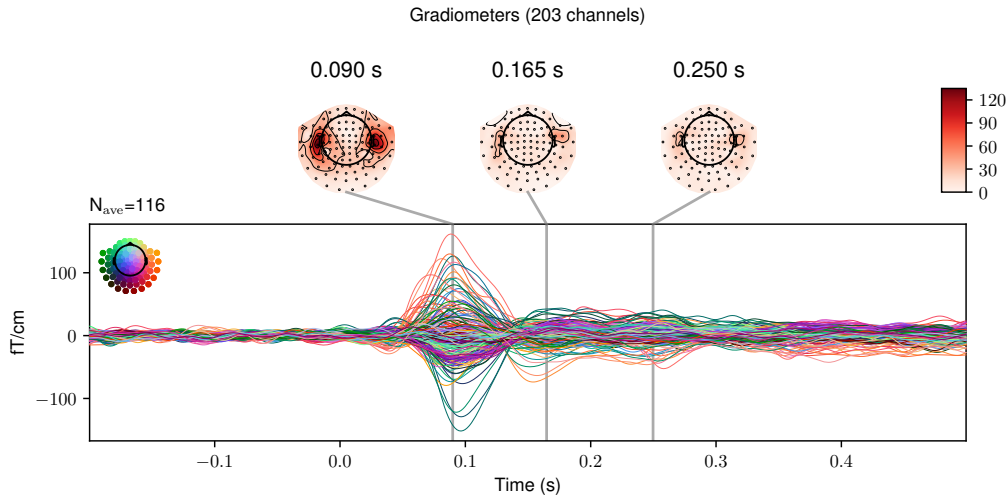 Gradiometers (203 channels)
0.090 s
0.165 s
0.250 s
120
90
60
30
0
N_ave=116
100
0
−100
fT/cm
−0.1
0.0
0.1
0.2
0.3
0.4
Time (s)